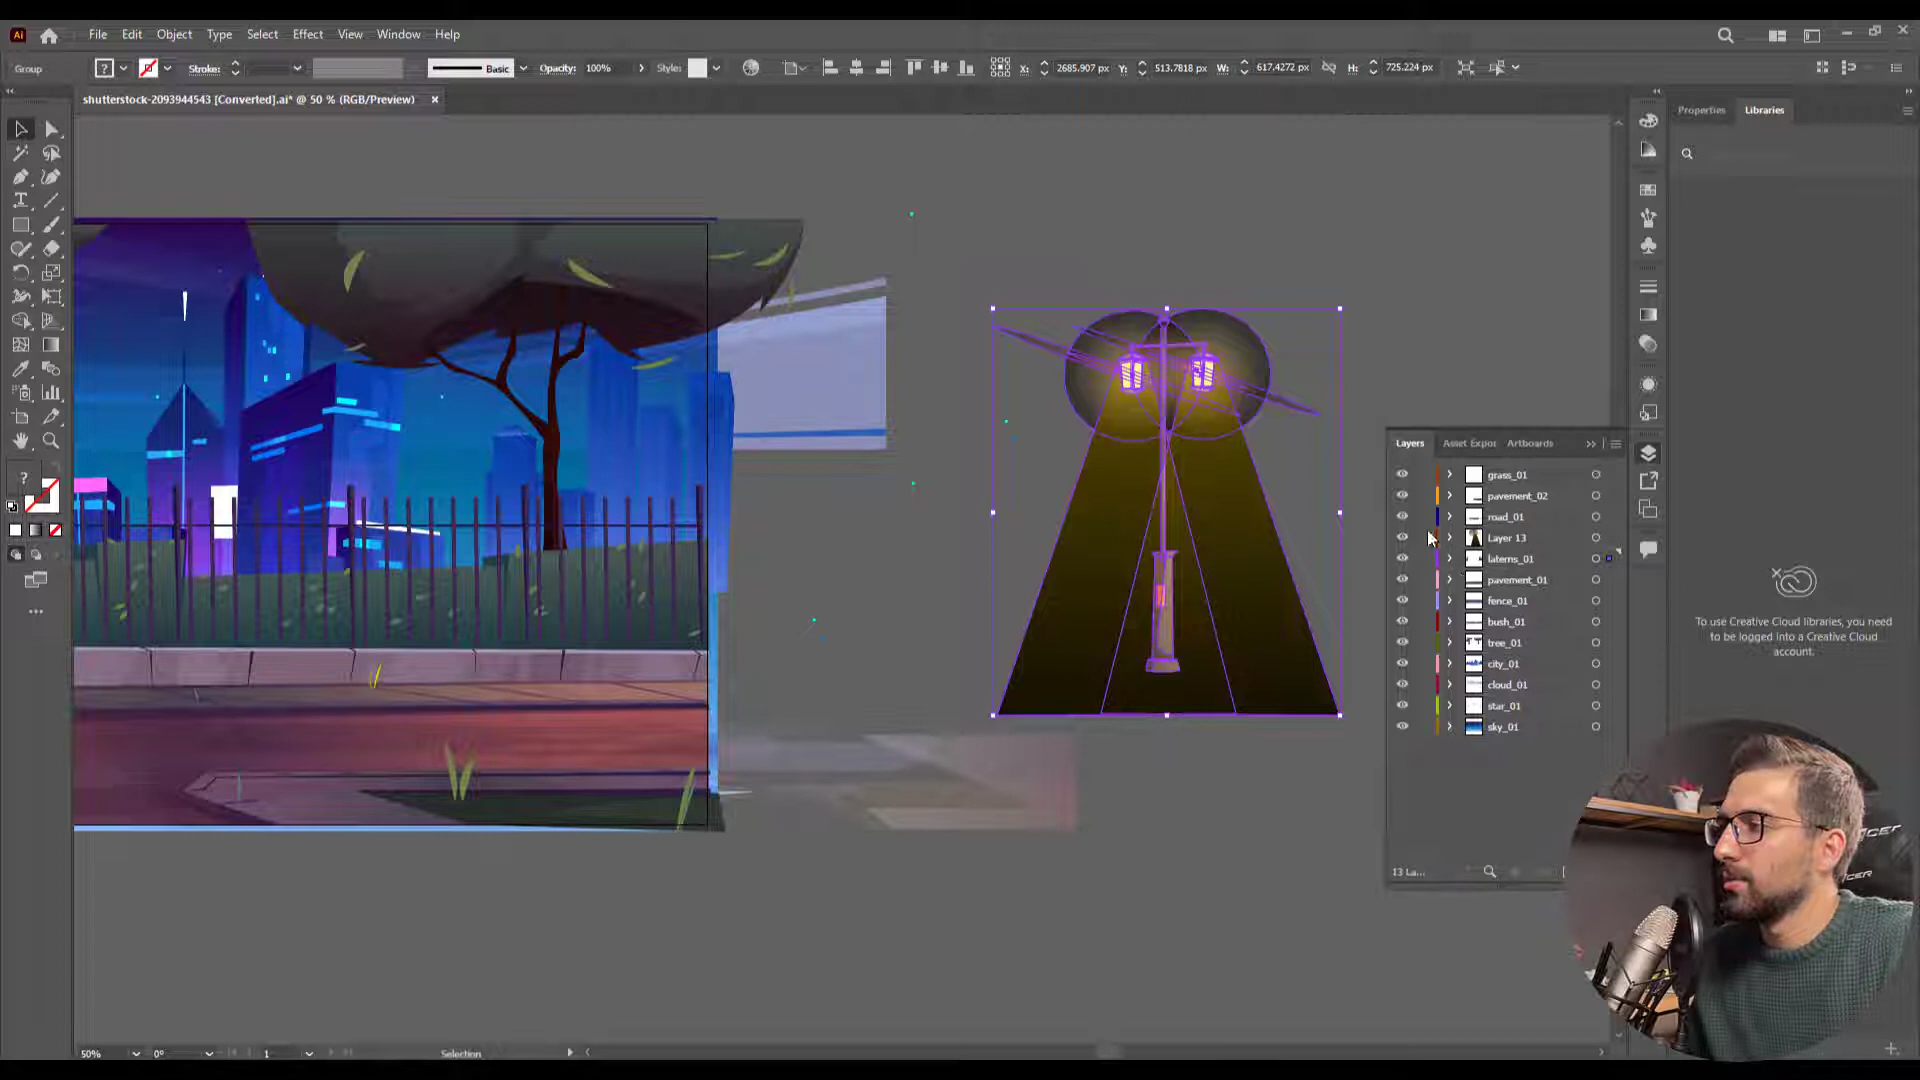 Ai File Edit Object Type Select Effect View Window Help
Group ? Stroke: Basic Opacity: 100% Style: X: 2685.907 px Y: 513.7818 px W: 617.4272 px H: 725.224 px
shutterstock-2093944543 [Converted].ai* @ 50 % (RGB/Preview) ×
Properties Libraries
Layers Asset Expor Artboards
grass_01
pavement_02
road_01
Layer 13
laterns_01
pavement_01
fence_01
bush_01
tree_01
city_01
cloud_01
star_01
sky_01
13 La...
To use Creative Cloud libraries, you
need to be logged into a Creative Cloud
account.
?
50% 0° 1 Selection